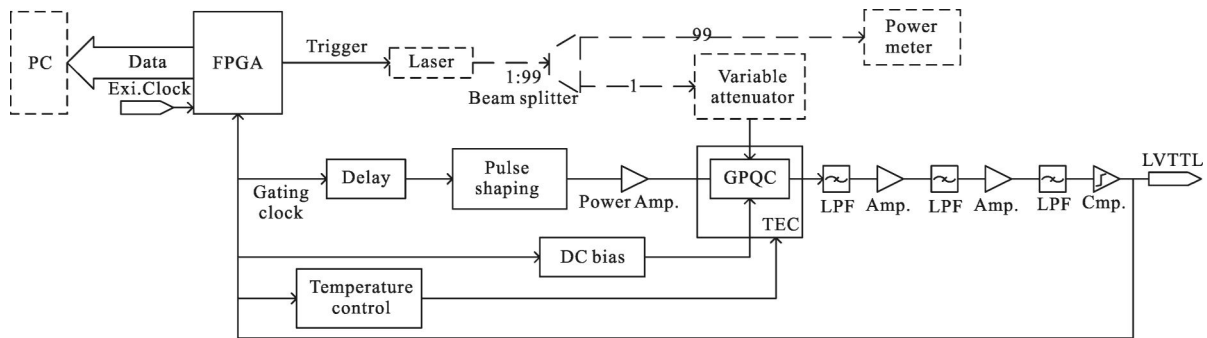 PC
Data
Exi.Clock
FPGA
Trigger
Laser
1:99
Beam splitter
99
1
Power
meter
Variable
attenuator
Gating
clock
Delay
Pulse
shaping
Power Amp.
GPQC
TEC
LPF
Amp.
LPF
Amp.
LPF
Cmp.
LVTTL
DC bias
Temperature
control